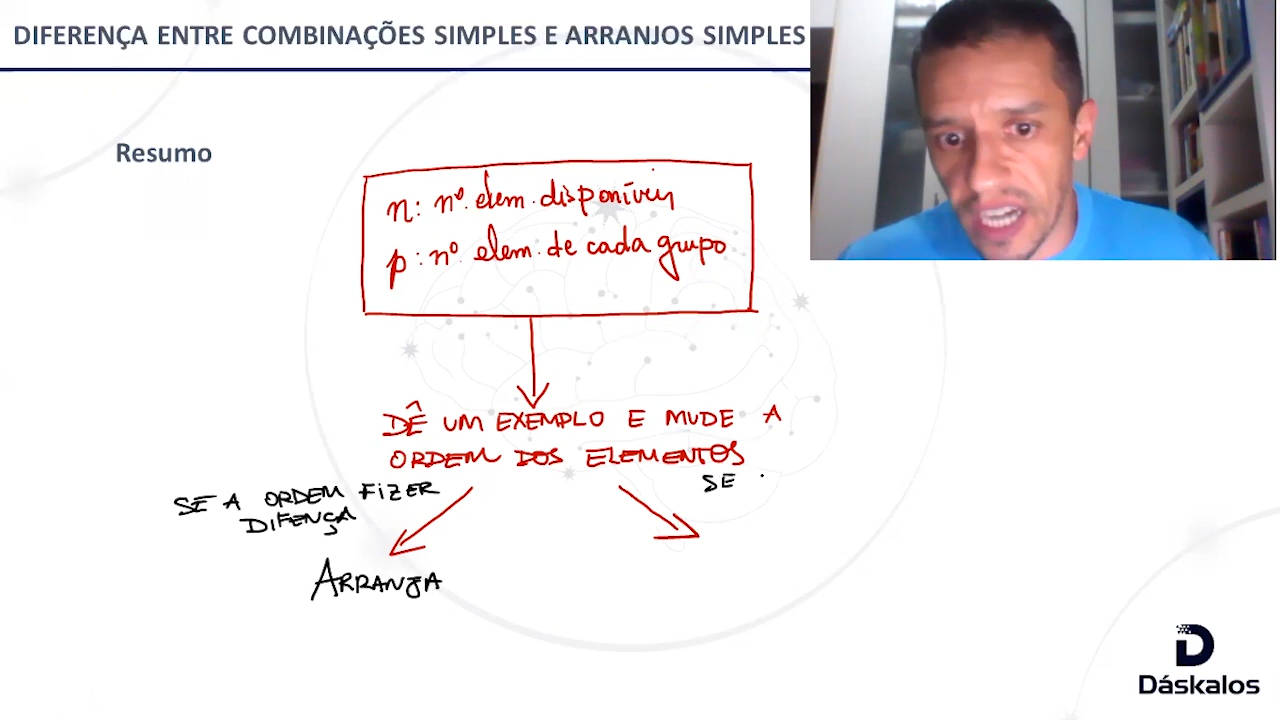 DIFERENÇA ENTRE COMBINAÇÕES SIMPLES E ARRANJOS SIMPLES
Resumo
n: nº. elem. disponíveis
p: nº elem. de cada grupo
DÊ UM EXEMPLO E MUDE A
ORDEM DOS ELEMENTOS
SE A ORDEM FIZER
DIFENÇA
SE
ARRANJA
Dáskalos